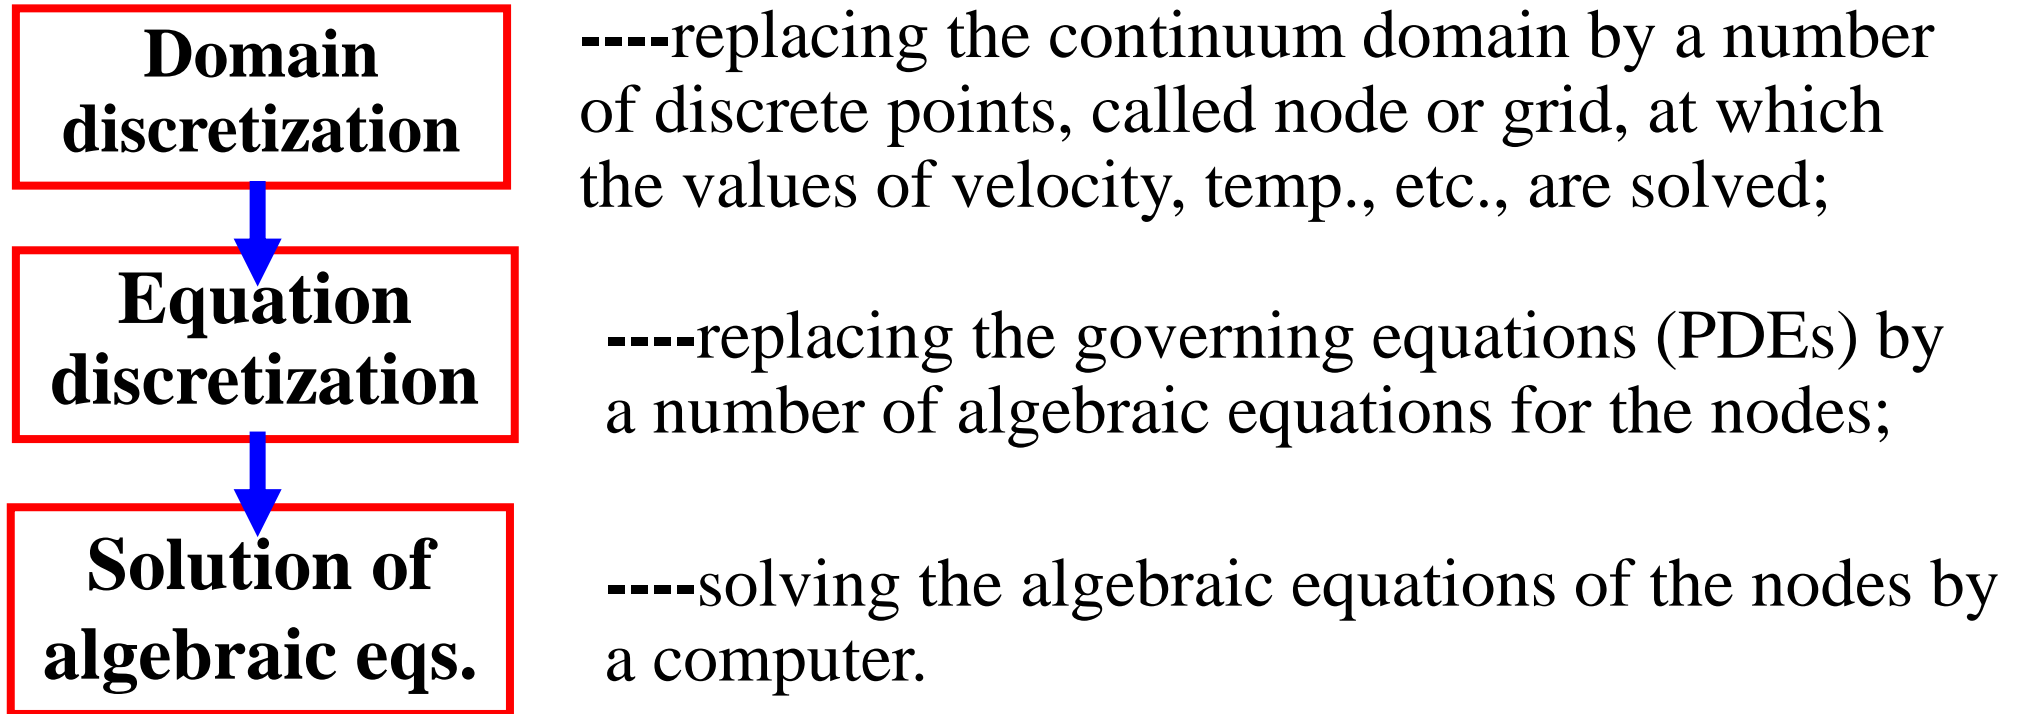 Domain
discretization
----replacing the continuum domain by a number
of discrete points, called node or grid, at which
the values of velocity, temp., etc., are solved;
Equation
discretization
----replacing the governing equations (PDEs) by
a number of algebraic equations for the nodes;
Solution of
algebraic eqs.
----solving the algebraic equations of the nodes by
a computer.